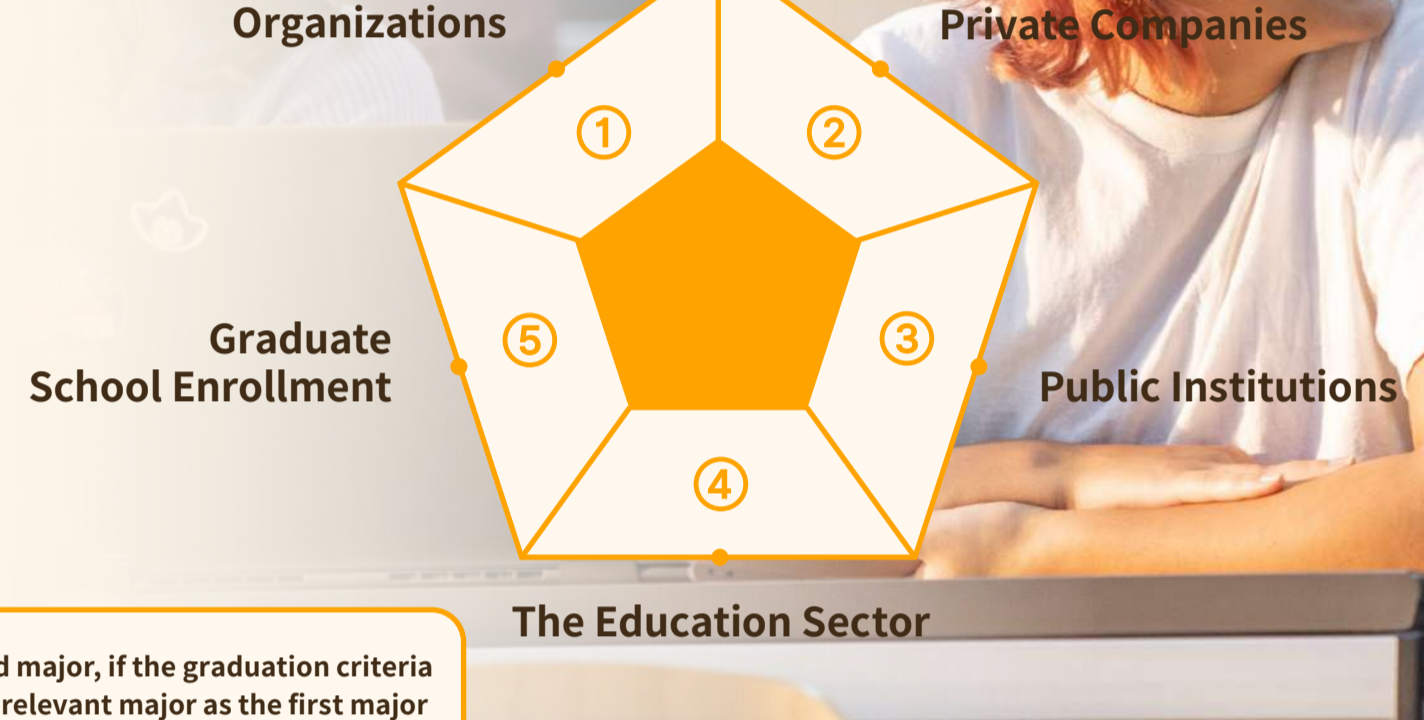 Organizations
Private Companies
①
②
⑤
③
Graduate
School Enrollment
Public Institutions
④
The Education Sector
major, if the graduation criteria
relevant major as the first major